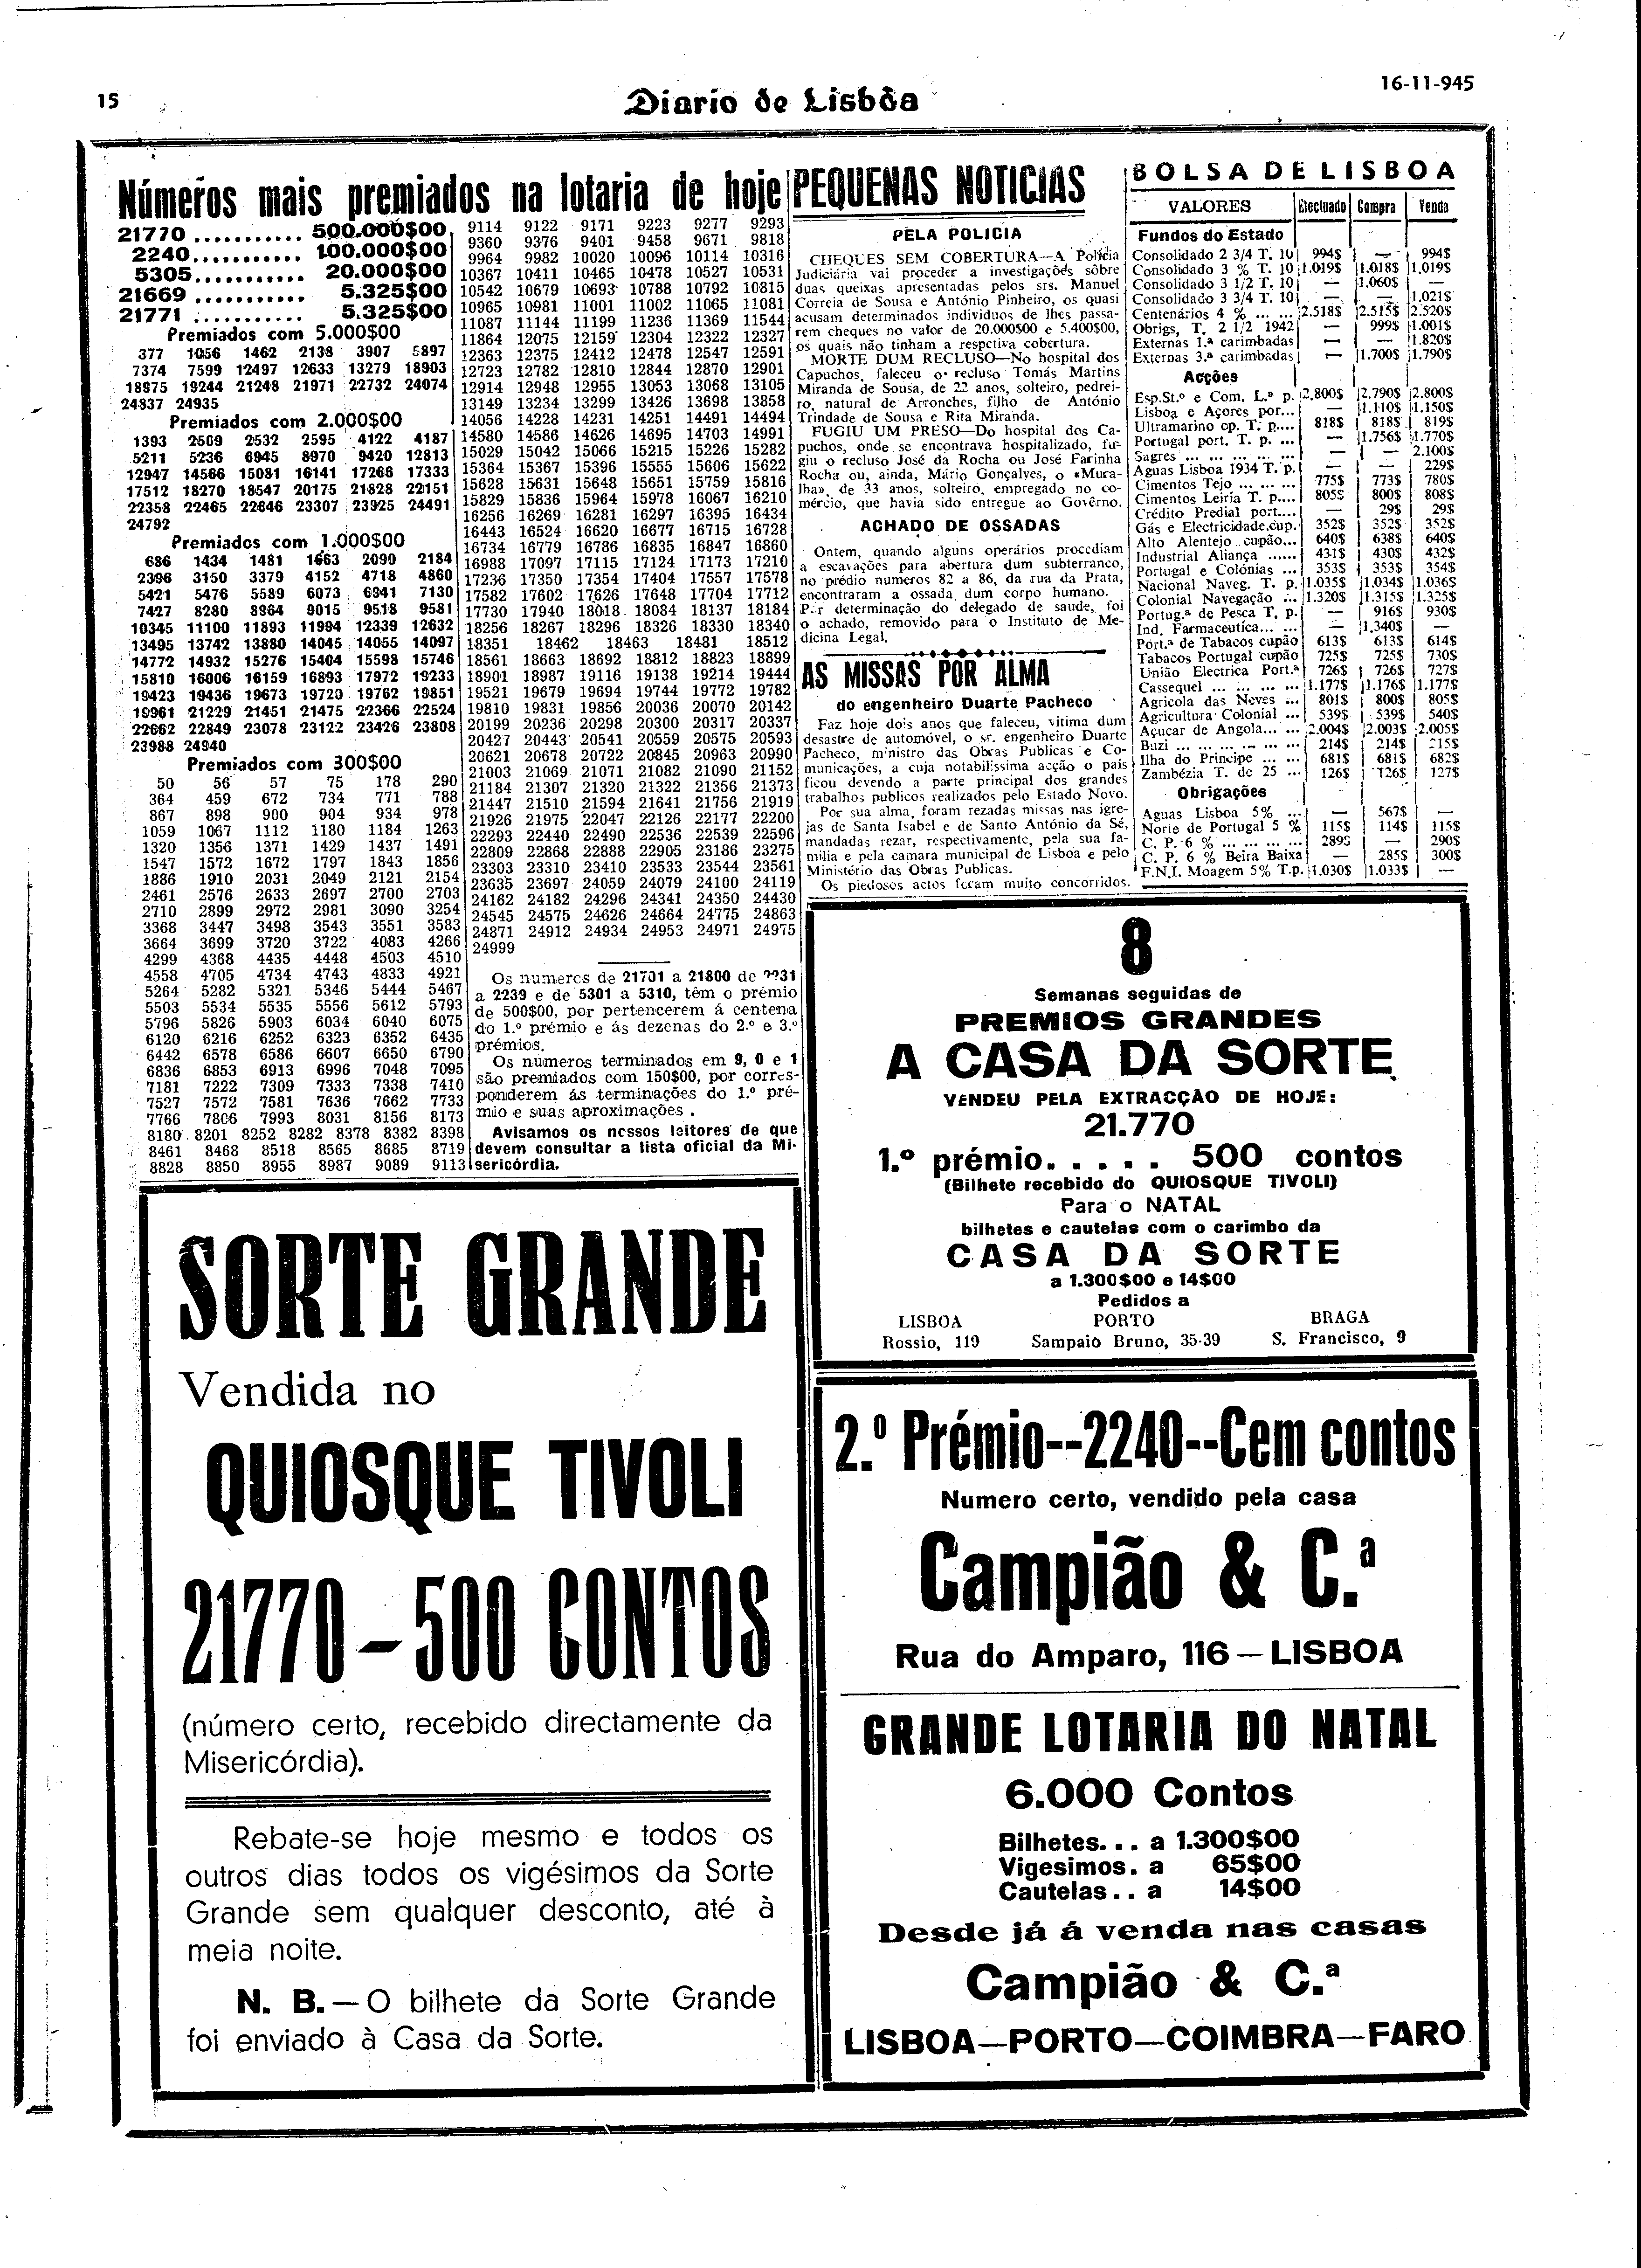 15
Diario de Lisbôa
16-11-945
Números mais premiados na lotaria de hoje
21770 ........... 500.000$00
2240........... 100.000$00
5305........... 20.000$00
21669 ........... 5.325$00
21771 ........... 5.325$00
Premiados com 5.000$00
377 1056 1462 2138 3907 5897
7374 7599 12497 12633 13279 18903
18975 19244 21248 21971 22732 24074
24837 24935
Premiados com 2.000$00
1393 2509 2532 2595 4122 4187
5211 5236 6945 8970 9420 12813
12947 14566 15081 16141 17268 17333
17512 18270 18547 20175 21828 22151
22358 22465 22646 23307 23925 24491
24792
Premiados com 1.000$00
686 1434 1481 1663 2090 2184
2396 3150 3379 4152 4718 4860
5421 5476 5589 6073 6941 7130
7427 8280 8964 9015 9518 9581
10345 11100 11893 11994 12339 12632
13495 13742 13880 14045 14055 14097
14772 14932 15276 15404 15598 15746
15810 16006 16159 16893 17972 19233
19423 19436 19673 19720 19762 19851
19961 21229 21451 21475 22366 22524
22662 22849 23078 23122 23426 23808
23988 24940
Premiados com 300$00
50 56 57 75 178 290
364 459 672 734 771 788
867 898 900 904 934 978
1059 1067 1112 1180 1184 1263
1320 1356 1371 1429 1437 1491
1547 1572 1672 1797 1843 1856
1886 1910 2031 2049 2121 2154
2461 2576 2633 2697 2700 2703
2710 2899 2972 2981 3090 3254
3368 3447 3498 3543 3551 3583
3664 3699 3720 3722 4083 4266
4299 4368 4435 4448 4503 4510
4558 4705 4734 4743 4833 4921
5264 5282 5321 5346 5444 5467
5503 5534 5535 5556 5612 5793
5796 5826 5903 6034 6040 6075
6120 6216 6252 6323 6352 6435
6442 6578 6586 6607 6650 6790
6836 6853 6913 6996 7048 7095
7181 7222 7309 7333 7338 7410
7527 7572 7581 7636 7662 7733
7766 7806 7993 8031 8156 8173
8180 8201 8252 8282 8378 8382 8398
8461 8468 8518 8565 8685 8719
8828 8850 8955 8987 9089 9113
9114 9122 9171 9223 9277 9293
9360 9376 9401 9458 9671 9818
9964 9982 10020 10096 10114 10316
10367 10411 10465 10478 10527 10531
10542 10679 10693 10788 10792 10815
10965 10981 11001 11002 11065 11081
11087 11144 11199 11236 11369 11544
11864 12075 12159 12304 12322 12327
12363 12375 12412 12478 12547 12591
12723 12782 12810 12844 12870 12901
12914 12948 12955 13053 13068 13105
13149 13234 13299 13426 13698 13858
14056 14228 14231 14251 14491 14494
14580 14586 14626 14695 14703 14991
15029 15042 15066 15215 15226 15282
15364 15367 15396 15555 15606 15622
15628 15631 15648 15651 15759 15816
15829 15836 15964 15978 16067 16210
16256 16269 16281 16297 16395 16434
16443 16524 16620 16677 16715 16728
16734 16779 16786 16835 16847 16860
16988 17097 17115 17124 17173 17210
17236 17350 17354 17404 17557 17578
17582 17602 17626 17648 17704 17712
17730 17940 18018 18084 18137 18184
18256 18267 18296 18326 18330 18340
18351 18462 18463 18481 18512
18561 18663 18692 18812 18823 18899
18901 18987 19116 19138 19214 19444
19521 19679 19694 19744 19772 19782
19810 19831 19856 20036 20070 20142
20199 20236 20298 20300 20317 20337
20427 20443 20541 20559 20575 20593
20621 20678 20722 20845 20963 20990
21003 21069 21071 21082 21090 21152
21184 21307 21320 21322 21356 21373
21447 21510 21594 21641 21756 21919
21926 21975 22047 22126 22177 22200
22293 22440 22490 22536 22539 22596
22809 22868 22888 22905 23186 23275
23303 23310 23410 23533 23544 23561
23635 23697 24059 24079 24100 24119
24162 24182 24296 24341 24350 24430
24545 24575 24626 24664 24775 24863
24871 24912 24934 24953 24971 24975
24999
Os numeros de 21701 a 21800 de
a 2239 e de 5301 a 5310, têm o prémio
de 500$00, por pertencerem á centena
do 1.º prémio e ás dezenas do 2.º e 3.º
prémios.
Os numeros terminados em 9, 0 e 1
são premiados com 150$00, por corres-
ponderem ás terminações do 1.º pré-
mio e suas aproximações .
Avisamos os nossos leitores de que
devem consultar a lista oficial da Mi-
sericórdia.
PEQUENAS NOTICIAS
PELA POLICIA
CHEQUES SEM COBERTURA—A Polícia
Judiciária vai proceder a investigações sôbre
duas queixas apresentadas pelos srs. Manuel
Correia de Sousa e António Pinheiro, os quasi
acusam determinados individuos de lhes passa-
rem cheques no valor de 20.000$00 e 5.400$00,
os quais não tinham a respctiva cobertura.
MORTE DUM RECLUSO—No hospital dos
Capuchos, faleceu o recluso Tomás Martins
Miranda de Sousa, de 22 anos, solteiro, pedrei-
ro, natural de Arronches, filho de António
Trindade de Sousa e Rita Miranda.
FUGIU UM PRESO—Do hospital dos Ca-
puchos, onde se encontrava hospitalizado, fu-
giu o recluso José da Rocha ou José Farinha
Rocha ou, ainda, Mário Gonçalves, o «Mura-
lha», de 33 anos, solteiro, empregado no co-
mércio, que havia sido entregue ao Govêrno.
ACHADO DE OSSADAS
Ontem, quando alguns operários procediam
a escavações para abertura dum subterraneo,
no prédio numeros 82 a 86, da rua da Prata,
encontraram a ossada dum corpo humano.
Por determinação do delegado de saude, foi
o achado, removido para o Instituto de Me-
dicina Legal.
AS MISSAS POR ALMA
do engenheiro Duarte Pacheco
Faz hoje dois anos que faleceu, vitima dum
desastre de automóvel, o sr. engenheiro Duarte
Pacheco, ministro das Obras Publicas e Co-
municações, a cuja notabilissima acção o país
ficou devendo a parte principal dos grandes
trabalhos publicos realizados pelo Estado Novo.
Por sua alma, foram rezadas missas nas igre-
jas de Santa Isabel e de Santo António da Sé,
mandadas rezar, respectivamente, pela sua fa-
milia e pela camara municipal de Lisboa e pelo
Ministério das Obras Publicas.
Os piedosos actos foram muito concorridos.
BOLSA DE LISBOA
VALORES Efectuado Compra Venda
Fundos do Estado
Consolidado 2 3/4 T. 10 994$ — 994$
Consolidado 3 % T. 10 1.019$ 1.018$ 1.019$
Consolidado 3 1/2 T. 10 — 1.060$ —
Consolidado 3 3/4 T. 10 — — 1.021$
Centenários 4 % ... ... 2.518$ 2.515$ 2.520$
Obrigs, T. 2 1/2 1942 — 999$ 1.001$
Externas 1.ª carimbadas — — 1.820$
Externas 3.ª carimbadas — 1.700$ 1.790$
Acções
Esp.St.º e Com. L.ª p. 2,800$ 2.790$ 2.800$
Lisboa e Açores por... — 1.110$ 1.150$
Ultramarino cp. T. p.... 818$ 818$ 819$
Portugal port. T. p. ... — 1.756$ 1.770$
Sagres ... ... ... ... ... — — 2.100$
Aguas Lisboa 1934 T. p. — — 229$
Cimentos Tejo ... ... ... 775$ 773$ 780$
Cimentos Leiria T. p.... 805$ 800$ 808$
Crédito Predial port.... — 29$ 29$
Gás e Electricidade.cup. 352$ 352$ 352$
Alto Alentejo cupão... 640$ 638$ 640$
Industrial Aliança ...... 431$ 430$ 432$
Portugal e Colónias ... 353$ 353$ 354$
Nacional Naveg. T. p. 1.035$ 1.034$ 1.036$
Colonial Navegação ... 1.320$ 1.315$ 1.325$
Portug.ª de Pesca T. p. — 916$ 930$
Ind. Farmaceutica... ... — 1,340$ —
Port.ª de Tabacos cupão 613$ 613$ 614$
Tabacos Portugal cupão 725$ 725$ 730$
União Electrica Port.ª 726$ 726$ 727$
Cassequel ... ... ... ... 1.177$ 1.176$ 1.177$
Agricola das Neves ... 801$ 800$ 805$
Agricultura Colonial ... 539$ 539$ 540$
Açucar de Angola... ... 2.004$ 2.003$ 2.005$
Buzi ... ... ... ... ... ... 214$ 214$ 215$
Ilha do Principe ... ... 681$ 681$ 682$
Zambézia T. de 25 ... 126$ 126$ 127$
Obrigações
Aguas Lisboa 5% ... — 567$ —
Norte de Portugal 5 % 115$ 114$ 115$
C. P. 6 % ... ... ... ... 289$ — 290$
C. P. 6 % Beira Baixa — 285$ 300$
F.N.I. Moagem 5% T.p. 1.030$ 1.033$ —
8
Semanas seguidas de
PREMIOS GRANDES
A CASA DA SORTE
VENDEU PELA EXTRACÇÃO DE HOJE:
21.770
1.º prémio. . . . . 500 contos
(Bilhete recebido do QUIOSQUE TIVOLI)
Para o NATAL
bilhetes e cautelas com o carimbo da
CASA DA SORTE
a 1.300$00 e 14$00
Pedidos a
LISBOA PORTO BRAGA
Rossio, 119 Sampaio Bruno, 35-39 S. Francisco, 9
SORTE GRANDE
Vendida no
QUIOSQUE TIVOLI
21770 – 500 CONTOS
(número certo, recebido directamente da
Misericórdia).
Rebate-se hoje mesmo e todos os
outros dias todos os vigésimos da Sorte
Grande sem qualquer desconto, até à
meia noite.
N. B.—O bilhete da Sorte Grande
foi enviado à Casa da Sorte.
2.º Prémio--2240--Cem contos
Numero certo, vendido pela casa
Campião & C.ª
Rua do Amparo, 116 — LISBOA
GRANDE LOTARIA DO NATAL
6.000 Contos
Bilhetes. . . a 1.300$00
Vigesimos. a 65$00
Cautelas . . a 14$00
Desde já á venda nas casas
Campião & C.ª
LISBOA—PORTO—COIMBRA—FARO